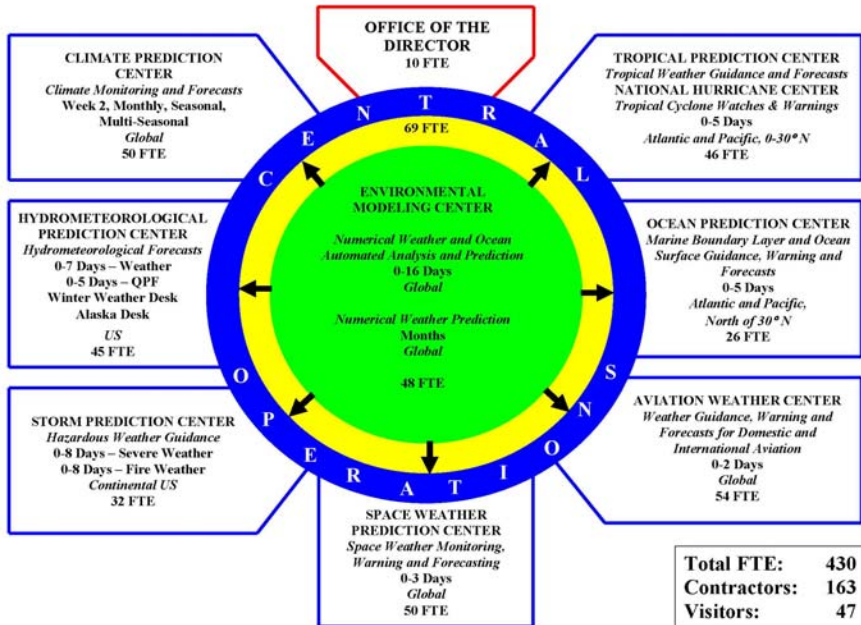 OFFICE OF THE
DIRECTOR
10 FTE
CLIMATE PREDICTION
CENTER
Climate Monitoring and Forecasts
Week 2, Monthly, Seasonal,
Multi-Seasonal
Global
50 FTE
TROPICAL PREDICTION CENTER
Tropical Weather Guidance and Forecasts
NATIONAL HURRICANE CENTER
Tropical Cyclone Watches & Warnings
0-5 Days
Atlantic and Pacific, 0-30° N
46 FTE
CENTRAL
OPERATIONS
69 FTE
ENVIRONMENTAL
MODELING CENTER
Numerical Weather and Ocean
Automated Analysis and Prediction
0-16 Days
Global
Numerical Weather Prediction
Months
Global
48 FTE
HYDROMETEOROLOGICAL
PREDICTION CENTER
Hydrometeorological Forecasts
0-7 Days – Weather
0-5 Days – QPF
Winter Weather Desk
Alaska Desk
US
45 FTE
OCEAN PREDICTION CENTER
Marine Boundary Layer and Ocean
Surface Guidance, Warning and
Forecasts
0-5 Days
Atlantic and Pacific,
North of 30° N
26 FTE
STORM PREDICTION CENTER
Hazardous Weather Guidance
0-8 Days – Severe Weather
0-8 Days – Fire Weather
Continental US
32 FTE
AVIATION WEATHER CENTER
Weather Guidance, Warning and
Forecasts for Domestic and
International Aviation
0-2 Days
Global
54 FTE
SPACE WEATHER
PREDICTION CENTER
Space Weather Monitoring,
Warning and Forecasting
0-3 Days
Global
50 FTE
Total FTE: 430
Contractors: 163
Visitors: 47